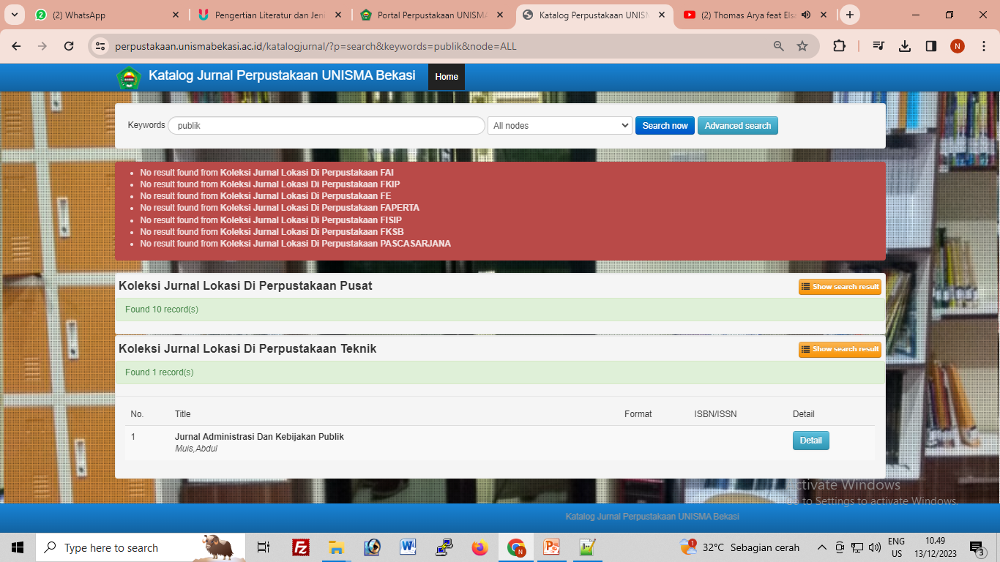 (2) WhatsApp
Pengertian Literatur dan Jeni
Portal Perpustakaan UNISMA
Katalog Perpustakaan UNISM
(2) Thomas Arya feat Elsa
perpustakaan.unismabekasi.ac.id/katalogjurnal/?p=search&keywords=publik&node=ALL
N
Katalog Jurnal Perpustakaan UNISMA Bekasi
Home
Keywords
publik
All nodes
Search now
Advanced search
No result found from Koleksi Jurnal Lokasi Di Perpustakaan FAI
No result found from Koleksi Jurnal Lokasi Di Perpustakaan FKIP
No result found from Koleksi Jurnal Lokasi Di Perpustakaan FE
No result found from Koleksi Jurnal Lokasi Di Perpustakaan FAPERTA
No result found from Koleksi Jurnal Lokasi Di Perpustakaan FISIP
No result found from Koleksi Jurnal Lokasi Di Perpustakaan FKSB
No result found from Koleksi Jurnal Lokasi Di Perpustakaan PASCASARJANA
Koleksi Jurnal Lokasi Di Perpustakaan Pusat
Show search result
Found 10 record(s)
Koleksi Jurnal Lokasi Di Perpustakaan Teknik
Show search result
Found 1 record(s)
No. Title Format ISBN/ISSN Detail
1 Jurnal Administrasi Dan Kebijakan Publik Detail
Muis,Abdul
Activate Windows
Go to Settings to activate Windows.
Katalog Jurnal Perpustakaan UNISMA Bekasi
Type here to search
32°C Sebagian cerah
ENG
US
10.49
13/12/2023
3